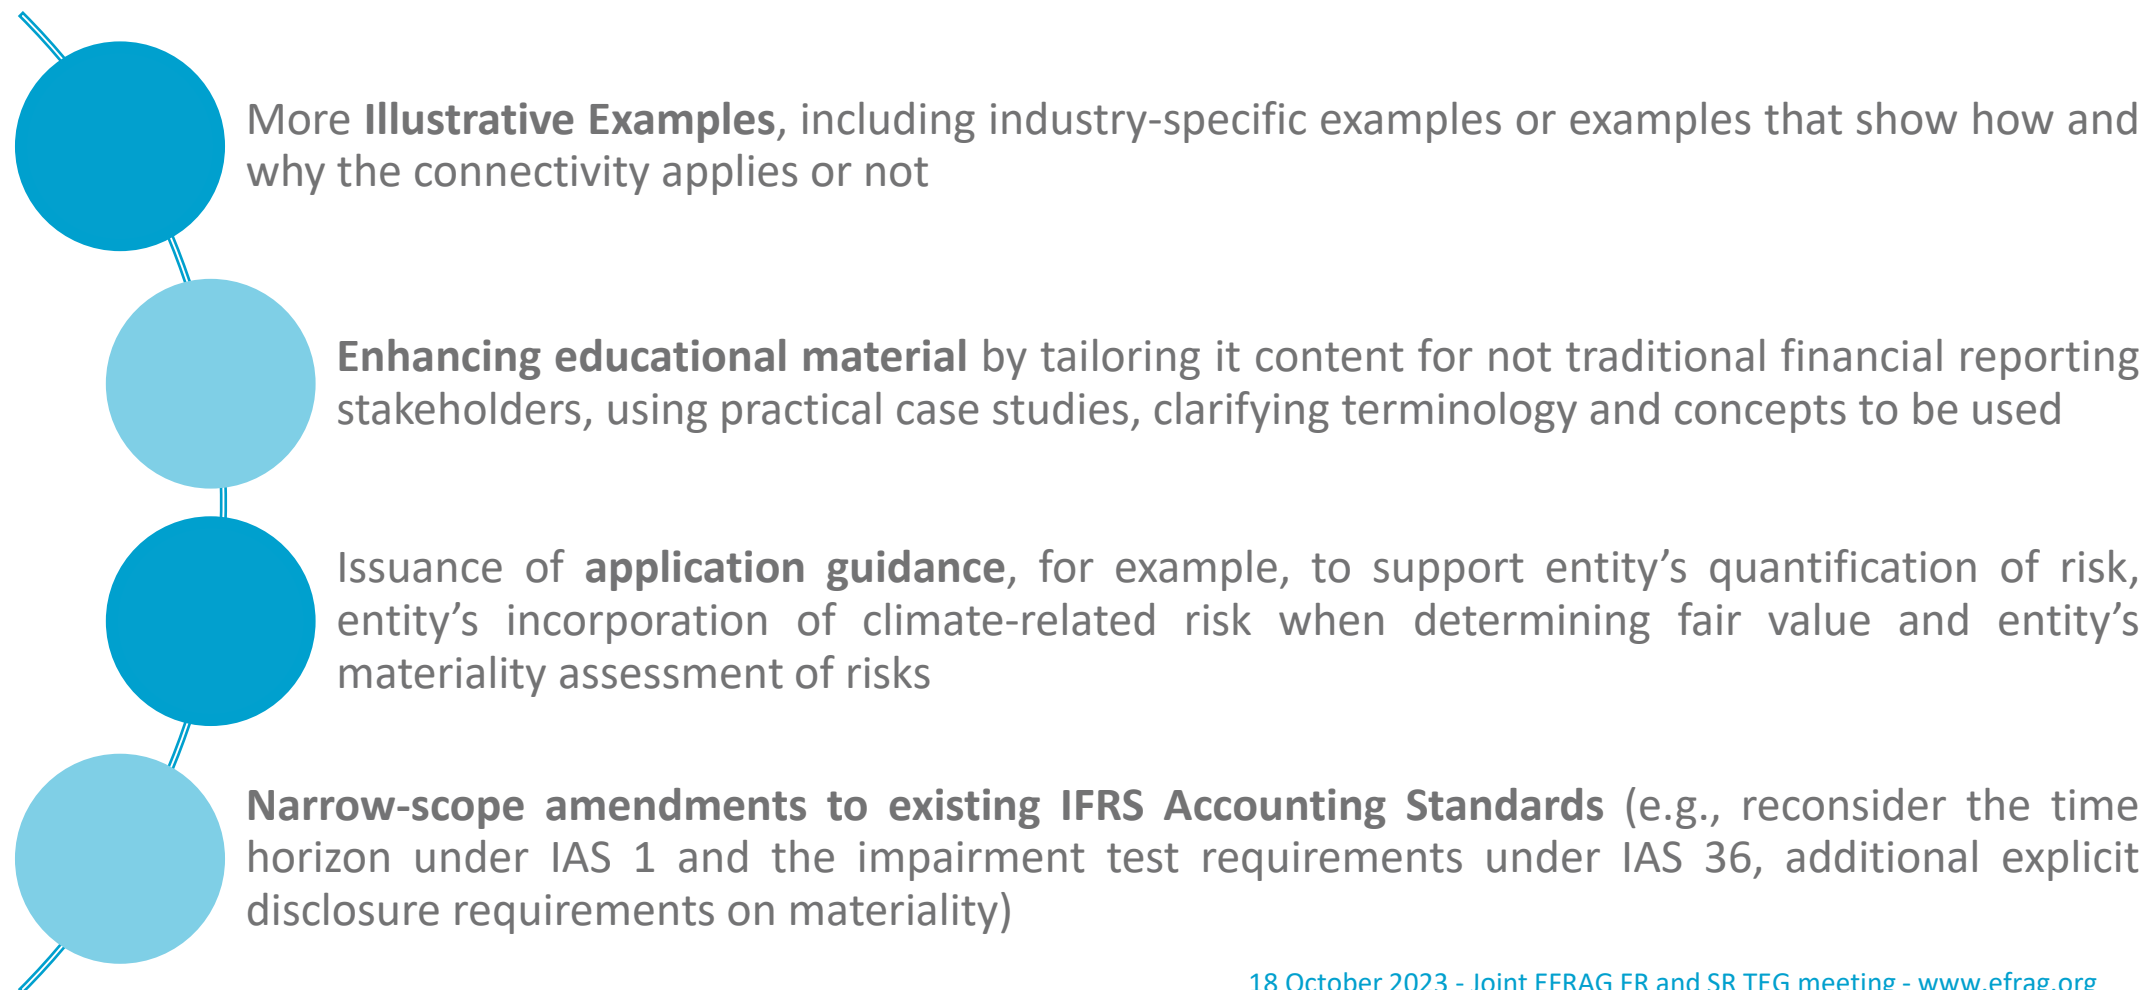 More Illustrative Examples, including industry-specific examples or examples that show how and
why the connectivity applies or not
Enhancing educational material by tailoring it content for not traditional financial reporting
stakeholders, using practical case studies, clarifying terminology and concepts to be used
Issuance of application guidance, for example, to support entity’s quantification of risk,
entity’s incorporation of climate-related risk when determining fair value and entity’s
materiality assessment of risks
Narrow-scope amendments to existing IFRS Accounting Standards (e.g., reconsider the time
horizon under IAS 1 and the impairment test requirements under IAS 36, additional explicit
disclosure requirements on materiality)
18 October 2023 - Joint EFRAG FR and SR TEG meeting - www.efrag.org